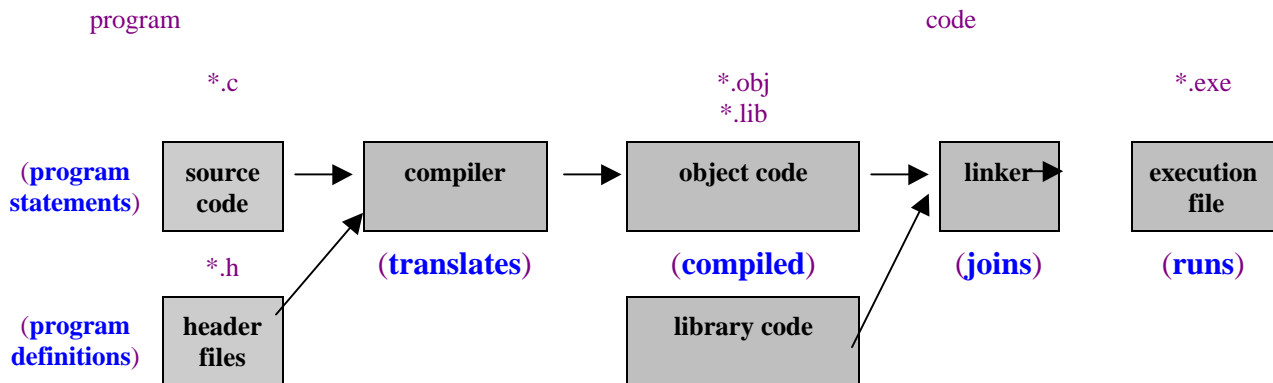 program code
*.c *.obj *.exe
*.lib
(program statements) source code compiler object code linker execution file
*.h (translates) (compiled) (joins) (runs)
(program definitions) header files library code